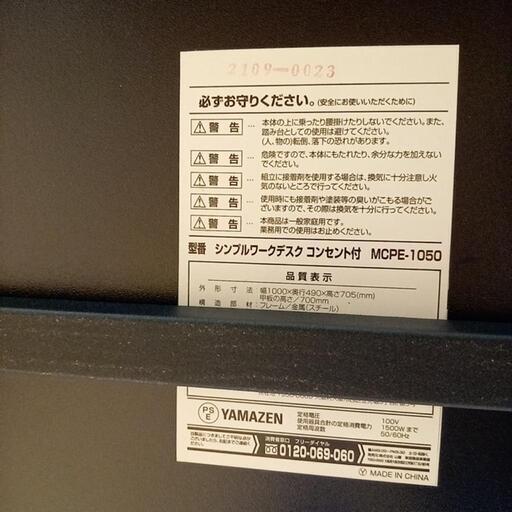 2109-0023
必ずお守りください。(安全にお使いいただくために)
警告 … 本体の上に乗ったり腰掛けたりしないでください。また、
踏み台としての使用は避けてください。
(人、物の)転倒、落下の恐れがあります。
警告 … 危険ですので、本体にもたれたり、余分な力を加えない
でください。
警告 … 組立に接着剤を使用する場合は、換気に十分注意し火
気のないところで行ってください。
警告 … 使用時にも接着剤や塗装等の臭いがこもる場合がござ
いますので、その際は換気を十分に行ってください。
警告 … 本商品は一般家庭用です。
業務用での使用はお止めください。
型番 シンプルワークデスク コンセント付 MCPE-1050
品質表示
外形寸法 幅1000×奥行490×高さ705(mm)
甲板の高さ/700mm
構造部材 フレーム/金属(スチール)
PSE YAMAZEN
定格電圧 100V
使用器具合計の定格消費電力 1500Wまで
定格周波数 50/60Hz
消費者窓口 フリーダイヤル
0120-069-060
MADE IN CHINA